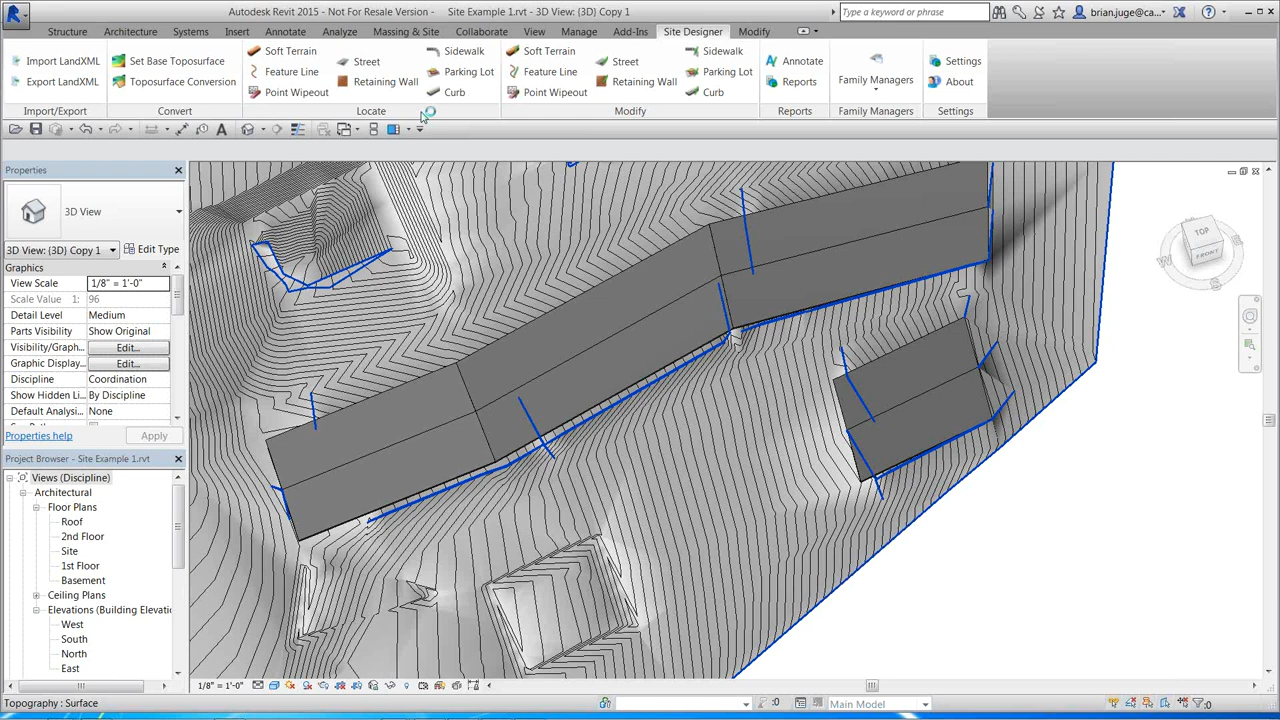 Autodesk Revit 2015 - Not For Resale Version - Site Example 1.rvt - 3D View: {3D} Copy 1
Type a keyword or phrase
brian.juge@ca...
Structure Architecture Systems Insert Annotate Analyze Massing & Site Collaborate View Manage Add-Ins Site Designer Modify
Import LandXML
Export LandXML
Import/Export
Set Base Toposurface
Toposurface Conversion
Convert
Soft Terrain
Feature Line
Point Wipeout
Street
Retaining Wall
Sidewalk
Parking Lot
Curb
Locate
Soft Terrain
Feature Line
Point Wipeout
Street
Retaining Wall
Sidewalk
Parking Lot
Curb
Modify
Annotate
Reports
Reports
Family Managers
Family Managers
Settings
About
Settings
Properties
3D View
3D View: {3D} Copy 1 Edit Type
Graphics
View Scale 1/8" = 1'-0"
Scale Value 1: 96
Detail Level Medium
Parts Visibility Show Original
Visibility/Graph... Edit...
Graphic Display... Edit...
Discipline Coordination
Show Hidden Li... By Discipline
Default Analysi... None
Properties help Apply
Project Browser - Site Example 1.rvt
Views (Discipline)
Architectural
Floor Plans
Roof
2nd Floor
Site
1st Floor
Basement
Ceiling Plans
Elevations (Building Elevatio
West
South
North
East
TOP
FRONT
W
E
S
1/8" = 1'-0"
Topography : Surface
:0
Main Model
:0